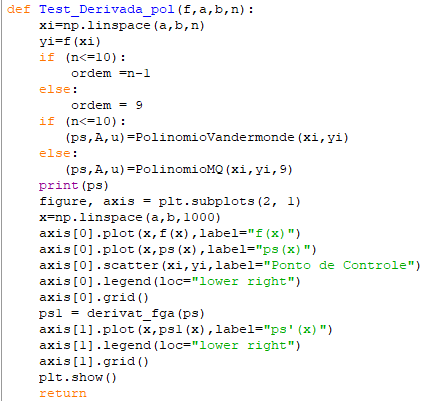 def Test_Derivada_pol(f,a,b,n):
    xi=np.linspace(a,b,n)
    yi=f(xi)
    if (n<=10):
        ordem =n-1
    else:
        ordem = 9
    if (n<=10):
       (ps,A,u)=PolinomioVandermonde(xi,yi)
    else:
       (ps,A,u)=PolinomioMQ(xi,yi,9)
    print(ps)
    figure, axis = plt.subplots(2, 1)
    x=np.linspace(a,b,1000)
    axis[0].plot(x,f(x),label="f(x)")
    axis[0].plot(x,ps(x),label="ps(x)")
    axis[0].scatter(xi,yi,label="Ponto de Controle")
    axis[0].legend(loc="lower right")
    axis[0].grid()
    ps1 = derivat_fga(ps)
    axis[1].plot(x,ps1(x),label="ps'(x)")
    axis[1].legend(loc="lower right")
    axis[1].grid()
    plt.show()
    return